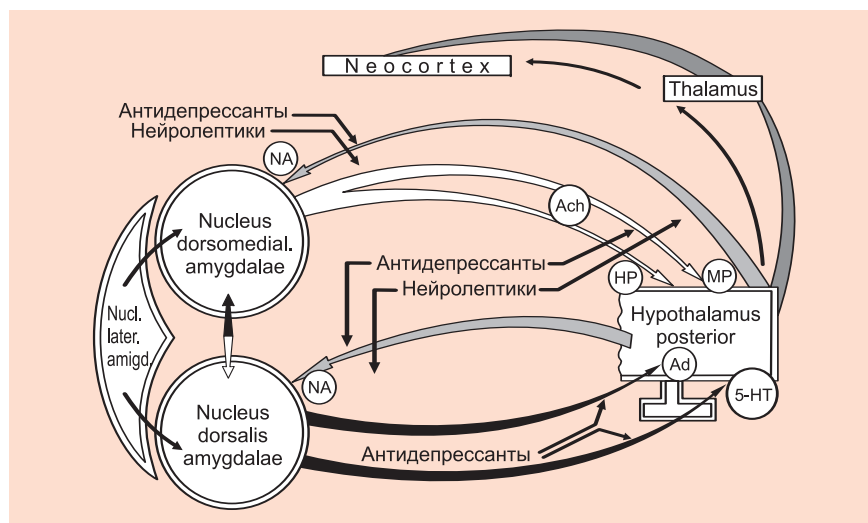 Neocortex
Thalamus
Антидепрессанты
Нейролептики
NA
Nucleus
dorsomedial.
amygdalae
Ach
Антидепрессанты
Нейролептики
HP
MP
Nucl.
later.
amigd.
Hypothalamus
posterior
NA
Ad
5-HT
Nucleus
dorsalis
amygdalae
Антидепрессанты